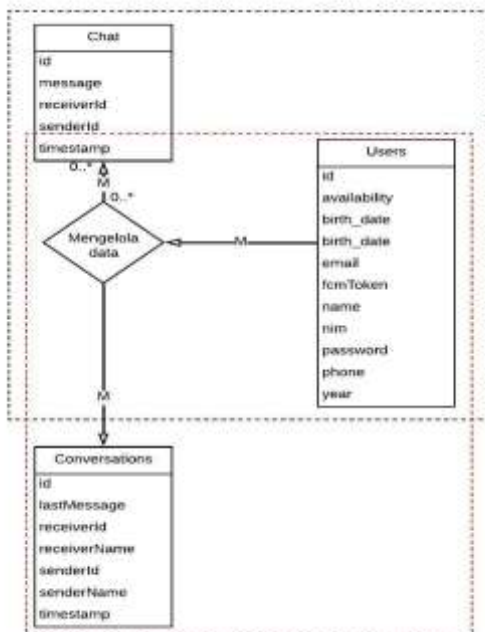 Chat
id
message
receiverId
senderId
timestamp
0..*
M
0..*
Mengelola
data
M
Users
id
availability
birth_date
birth_date
email
fcmToken
name
nim
password
phone
year
M
Conversations
id
lastMessage
receiverId
receiverName
senderId
senderName
timestamp